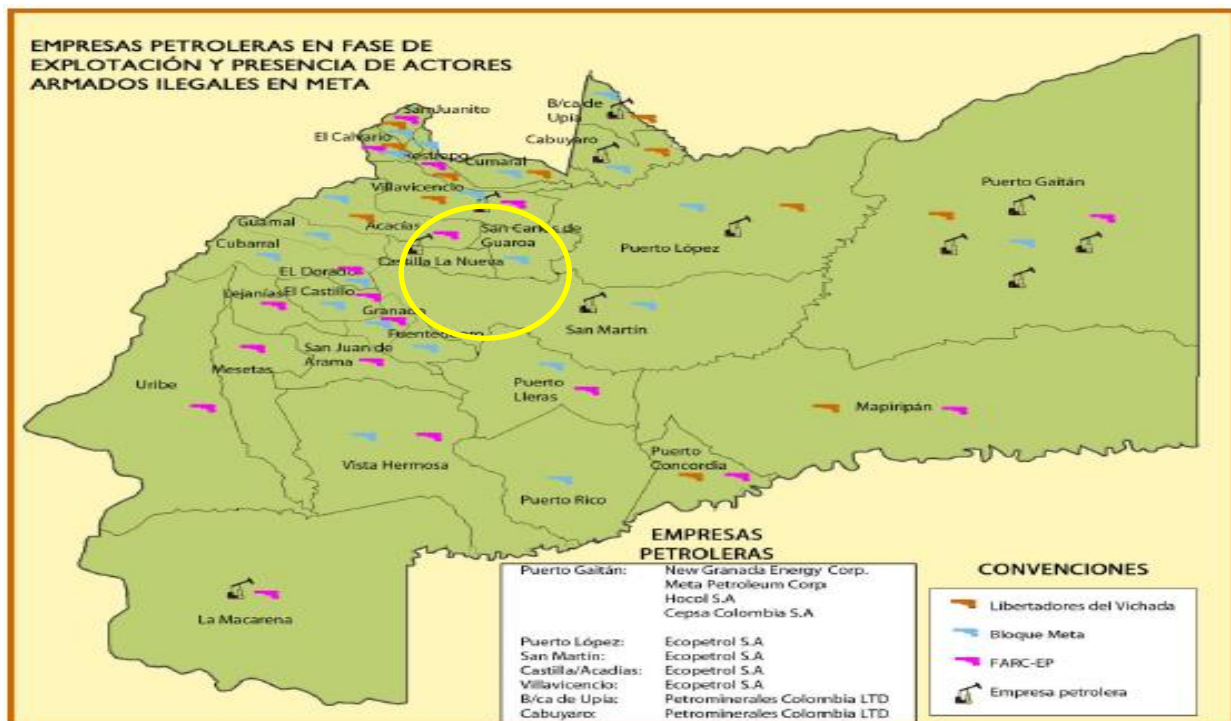 EMPRESAS PETROLERAS EN FASE DE
EXPLOTACIÓN Y PRESENCIA DE ACTORES
ARMADOS ILEGALES EN META
SanJuanito
B/ca de
Upía
El Calvario
Cabuyaro
Restrepo
Cumaral
Villavicencio
Puerto Gaitán
Guamal
Acacías
San Carlos de
Guaroa
Cubarral
Puerto López
Castilla La Nueva
EL Dorado
Lejanías
El Castillo
Granada
San Martín
Fuentedeoro
San Juan de
Arama
Mesetas
Uribe
Puerto
Lleras
Mapiripán
Vista Hermosa
Puerto
Concordia
Puerto Rico
La Macarena
EMPRESAS
PETROLERAS
Puerto Gaitán: New Granada Energy Corp.
Meta Petroleum Corp
Hocol S.A
Cepsa Colombia S.A
Puerto López: Ecopetrol S.A
San Martín: Ecopetrol S.A
Castilla/Acadías: Ecopetrol S.A
Villavicencio: Ecopetrol S.A
B/ca de Upia: Petrominerales Colombia LTD
Cabuyaro: Petrominerales Colombia LTD
CONVENCIONES
Libertadores del Vichada
Bloque Meta
FARC-EP
Empresa petrolera